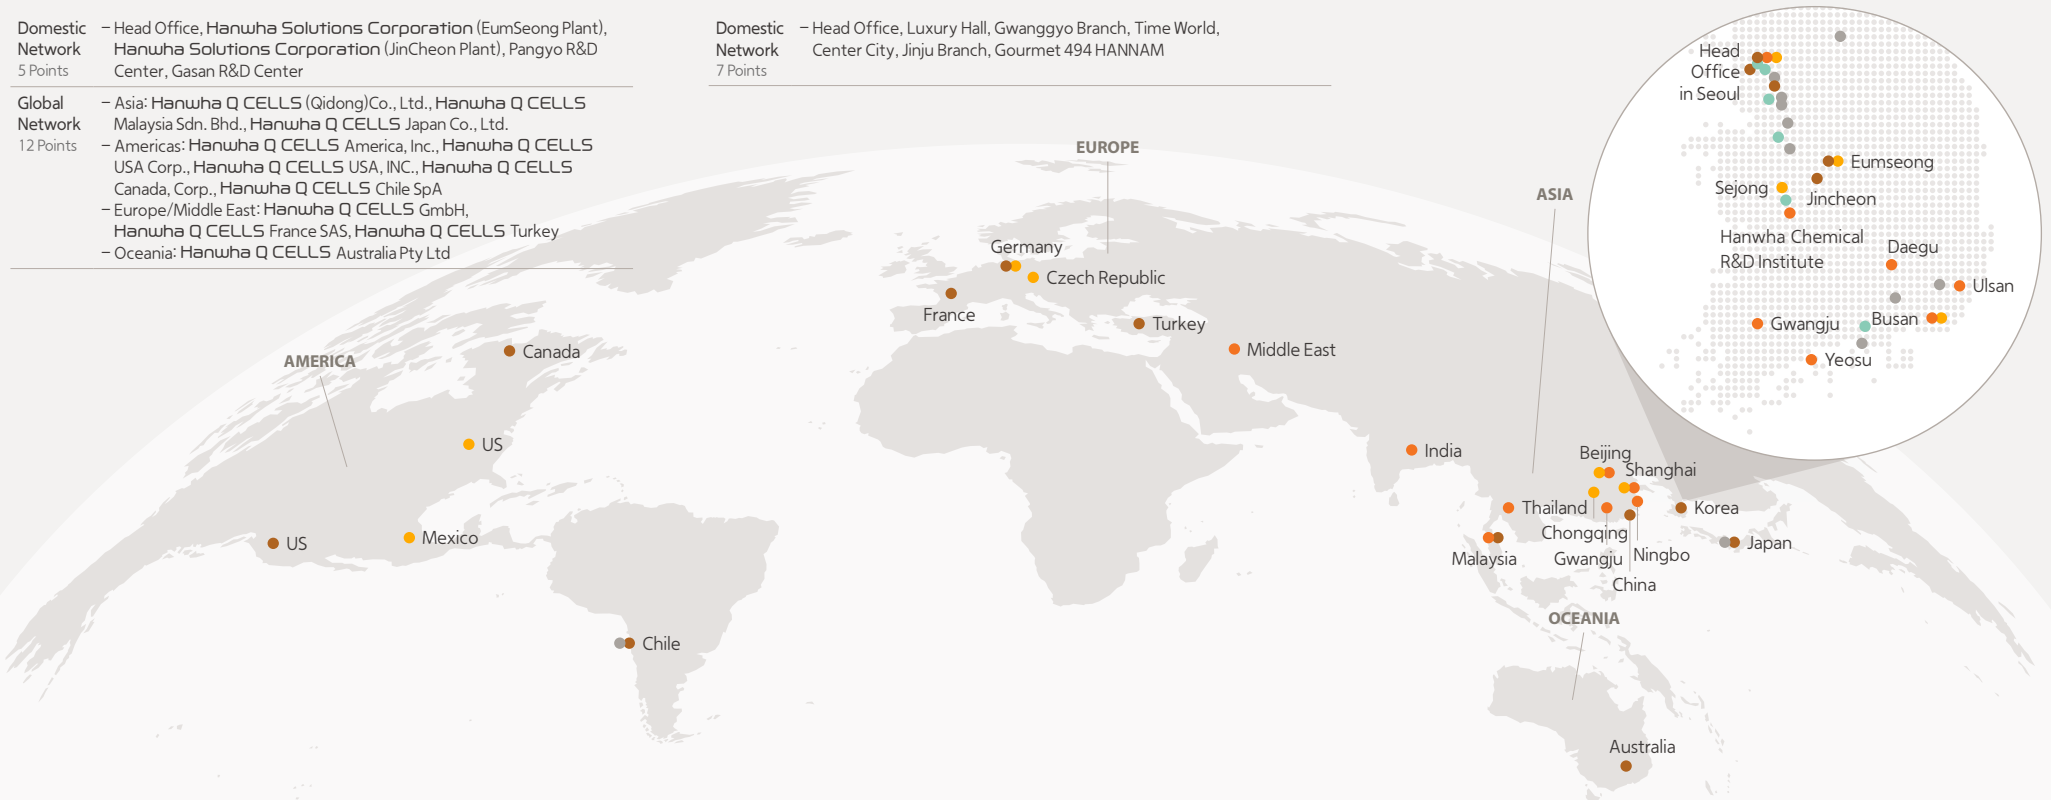 Domestic Network 5 Points
– Head Office, Hanwha Solutions Corporation (EumSeong Plant),
Hanwha Solutions Corporation (JinCheon Plant), Pangyo R&D
Center, Gasan R&D Center
Global Network 12 Points
– Asia: Hanwha Q CELLS (Qidong)Co., Ltd., Hanwha Q CELLS
Malaysia Sdn. Bhd., Hanwha Q CELLS Japan Co., Ltd.
– Americas: Hanwha Q CELLS America, Inc., Hanwha Q CELLS
USA Corp., Hanwha Q CELLS USA, INC., Hanwha Q CELLS
Canada, Corp., Hanwha Q CELLS Chile SpA
– Europe/Middle East: Hanwha Q CELLS GmbH,
Hanwha Q CELLS France SAS, Hanwha Q CELLS Turkey
– Oceania: Hanwha Q CELLS Australia Pty Ltd
Domestic Network 7 Points
– Head Office, Luxury Hall, Gwanggyo Branch, Time World,
Center City, Jinju Branch, Gourmet 494 HANNAM
AMERICA
Canada
US
US
Mexico
Chile
EUROPE
Germany
Czech Republic
France
Turkey
Middle East
ASIA
India
Beijing
Shanghai
Thailand
Chongqing
Malaysia
Gwangju
Ningbo
China
Korea
Japan
OCEANIA
Australia
Head
Office
in Seoul
Eumseong
Sejong
Jincheon
Hanwha Chemical
R&D Institute
Daegu
Ulsan
Gwangju
Busan
Yeosu